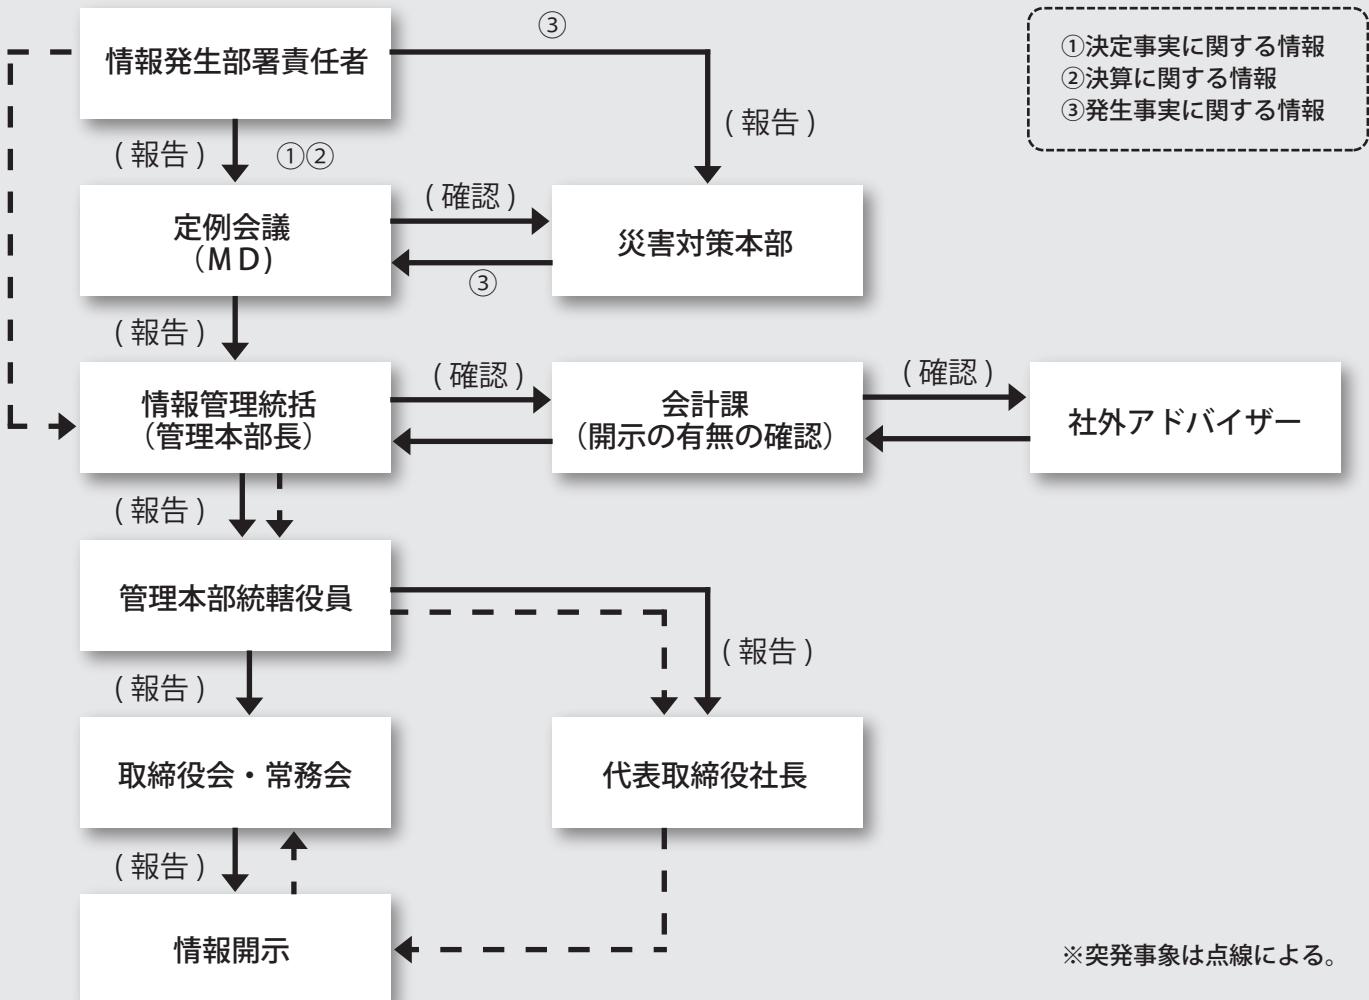 情報発生部署責任者
③
①決定事実に関する情報
②決算に関する情報
③発生事実に関する情報
(報告)
(報告)
①②
定例会議
（ＭＤ)
(確認)
災害対策本部
③
(報告)
情報管理統括
（管理本部長）
(確認)
会計課
（開示の有無の確認）
(確認)
社外アドバイザー
(報告)
管理本部統轄役員
(報告)
(報告)
取締役会・常務会
代表取締役社長
(報告)
情報開示
※突発事象は点線による。